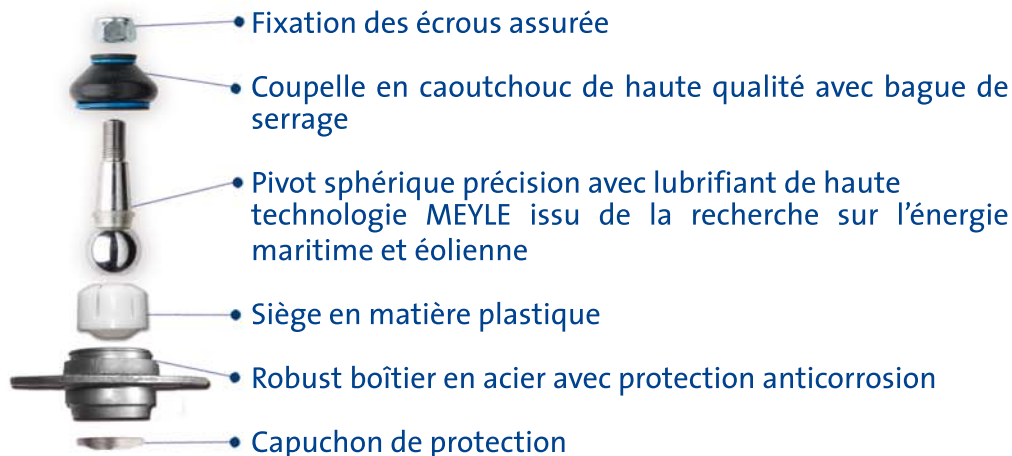 Fixation des écrous assurée
Coupelle en caoutchouc de haute qualité avec bague de
serrage
Pivot sphérique précision avec lubrifiant de haute
technologie MEYLE issu de la recherche sur l’énergie
maritime et éolienne
Siège en matière plastique
Robust boîtier en acier avec protection anticorrosion
Capuchon de protection